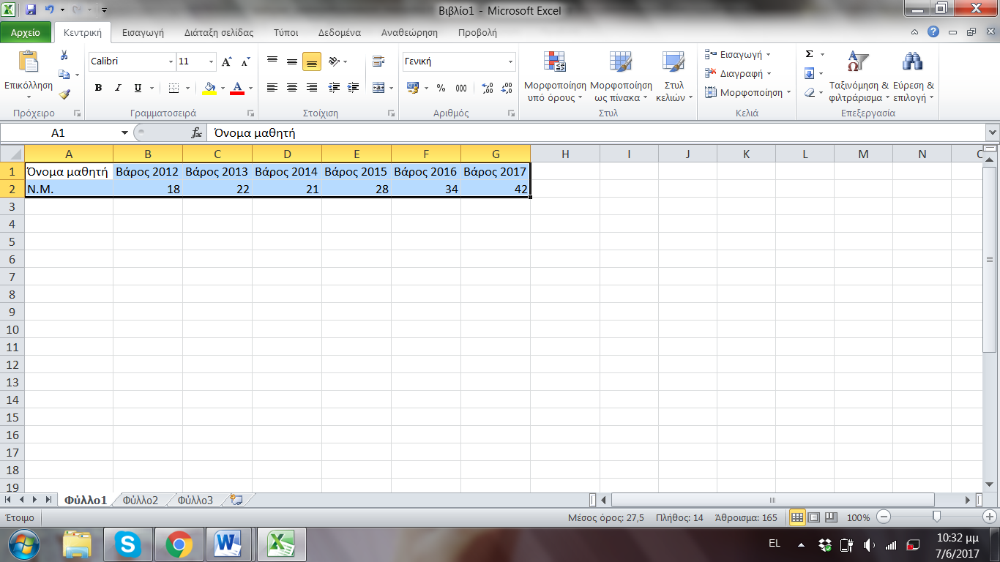 Βιβλίο1 - Microsoft Excel
Αρχείο Κεντρική Εισαγωγή Διάταξη σελίδας Τύποι Δεδομένα Αναθεώρηση Προβολή
Επικόλληση
Πρόχειρο
Calibri 11
B I U A
Γραμματοσειρά
Στοίχιση
Γενική
% 000
Αριθμός
Μορφοποίηση υπό όρους
Μορφοποίηση ως πίνακα
Στυλ κελιών
Στυλ
Εισαγωγή
Διαγραφή
Μορφοποίηση
Κελιά
Σ
Ταξινόμηση & φιλτράρισμα
Εύρεση & επιλογή
Επεξεργασία
A1 fx Όνομα μαθητή
A B C D E F G H I J K L M N
1 Όνομα μαθητή Βάρος 2012 Βάρος 2013 Βάρος 2014 Βάρος 2015 Βάρος 2016 Βάρος 2017
2 Ν.Μ. 18 22 21 28 34 42
3
4
5
6
7
8
9
10
11
12
13
14
15
16
17
18
19
Φύλλο1 Φύλλο2 Φύλλο3
Έτοιμο Μέσος όρος: 27,5 Πλήθος: 14 Άθροισμα: 165 100%
EL 10:32 μμ
7/6/2017